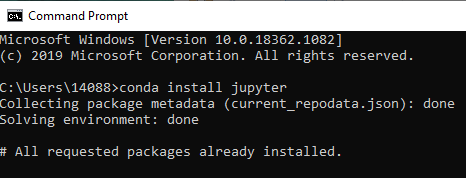 Command Prompt
Microsoft Windows [Version 10.0.18362.1082]
(c) 2019 Microsoft Corporation. All rights reserved.
C:\Users\14088>conda install jupyter
Collecting package metadata (current_repodata.json): done
Solving environment: done
# All requested packages already installed.